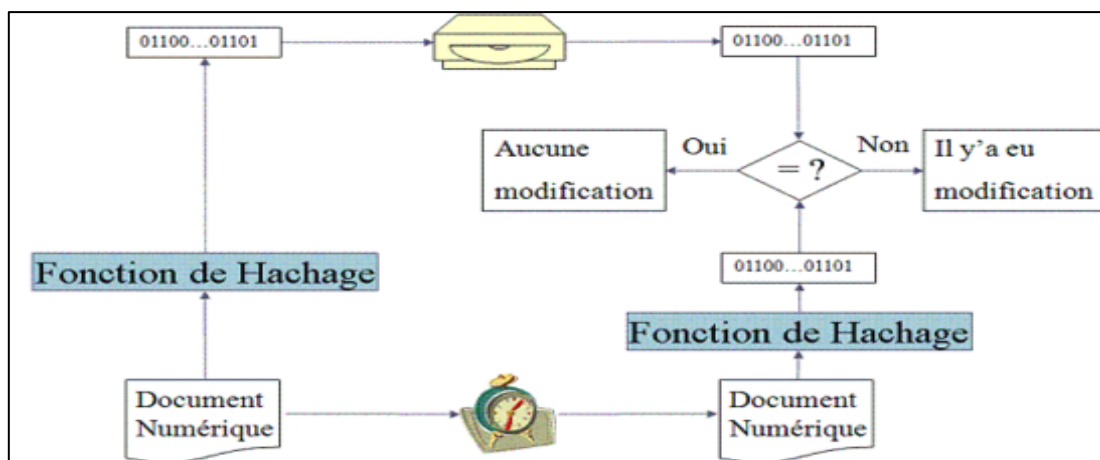 01100...01101
01100...01101
Aucune
modification
Oui
= ?
Non
Il y'a eu
modification
Fonction de Hachage
01100...01101
Fonction de Hachage
Document
Numérique
Document
Numérique